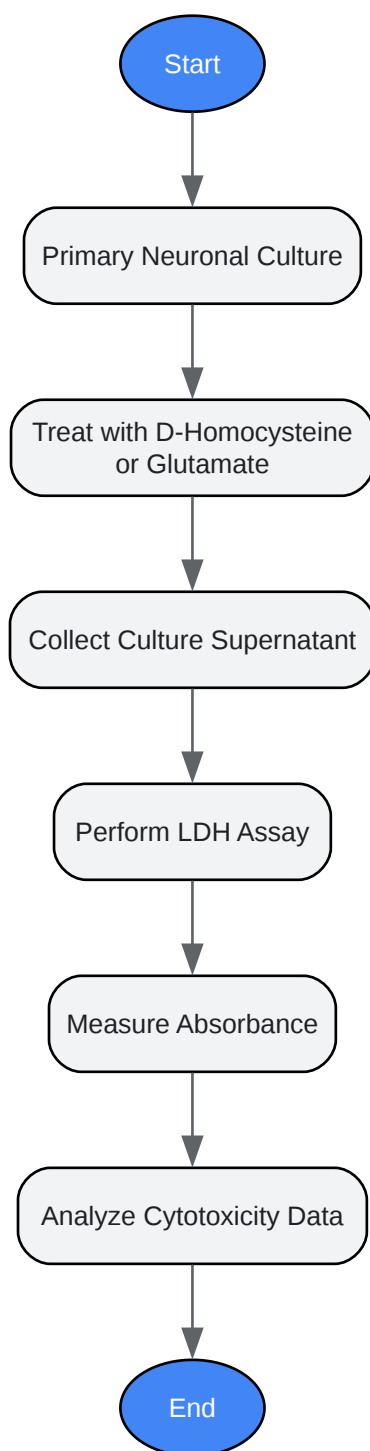 Start
Primary Neuronal Culture
Treat with D-Homocysteine
or Glutamate
Collect Culture Supernatant
Perform LDH Assay
Measure Absorbance
Analyze Cytotoxicity Data
End